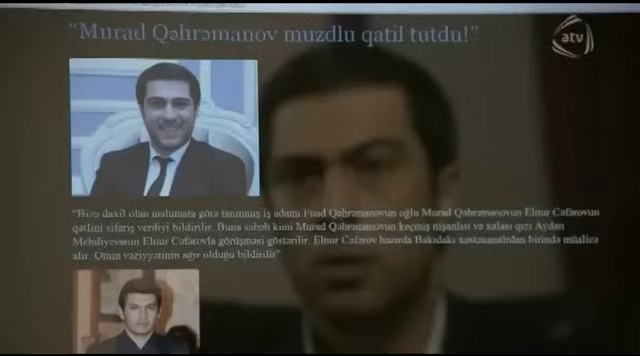 "Murad Qəhrəmanov muzdlu qatil tutdu!"
atv
"Bizə daxil olan məlumata görə tanınmış iş adamı Fuad Qəhrəmanovun oğlu Murad Qəhrəmanovun Elnur Cəfərovun
qətlini sifariş verdiyi bildirilir. Buna səbəb kimi Murad Qəhrəmanovun keçmiş nişanlısı və xalası qızı Aydan
Mehdiyevanın Elnur Cəfərovla görüşməsi göstərilir. Elnur Cəfərov hazırda Bakıdakı xəstəxanalrdan birində müalicə
alır. Onun vəziyyətinin ağır olduğu bildirilir"